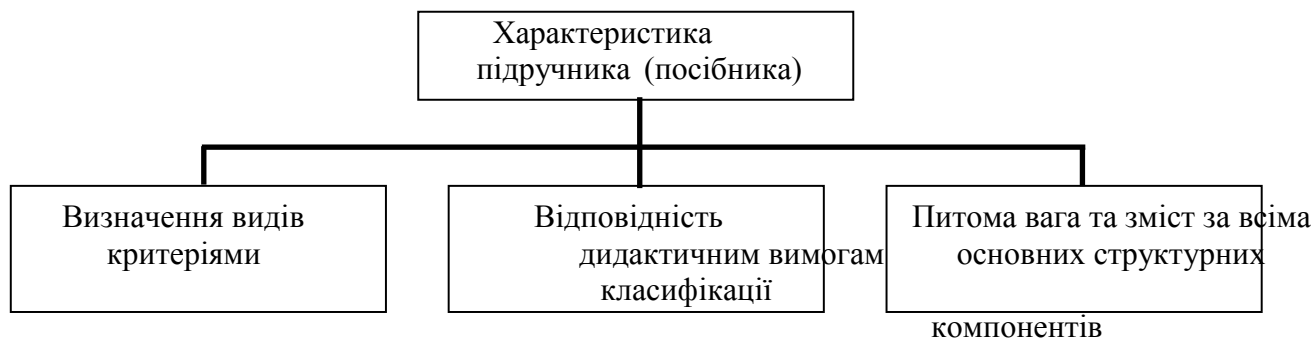 Характеристика
підручника (посібника)
Визначення видів
критеріями
Відповідність
дидактичним вимогам
класифікації
Питома вага та зміст за всіма
основних структурних
компонентів